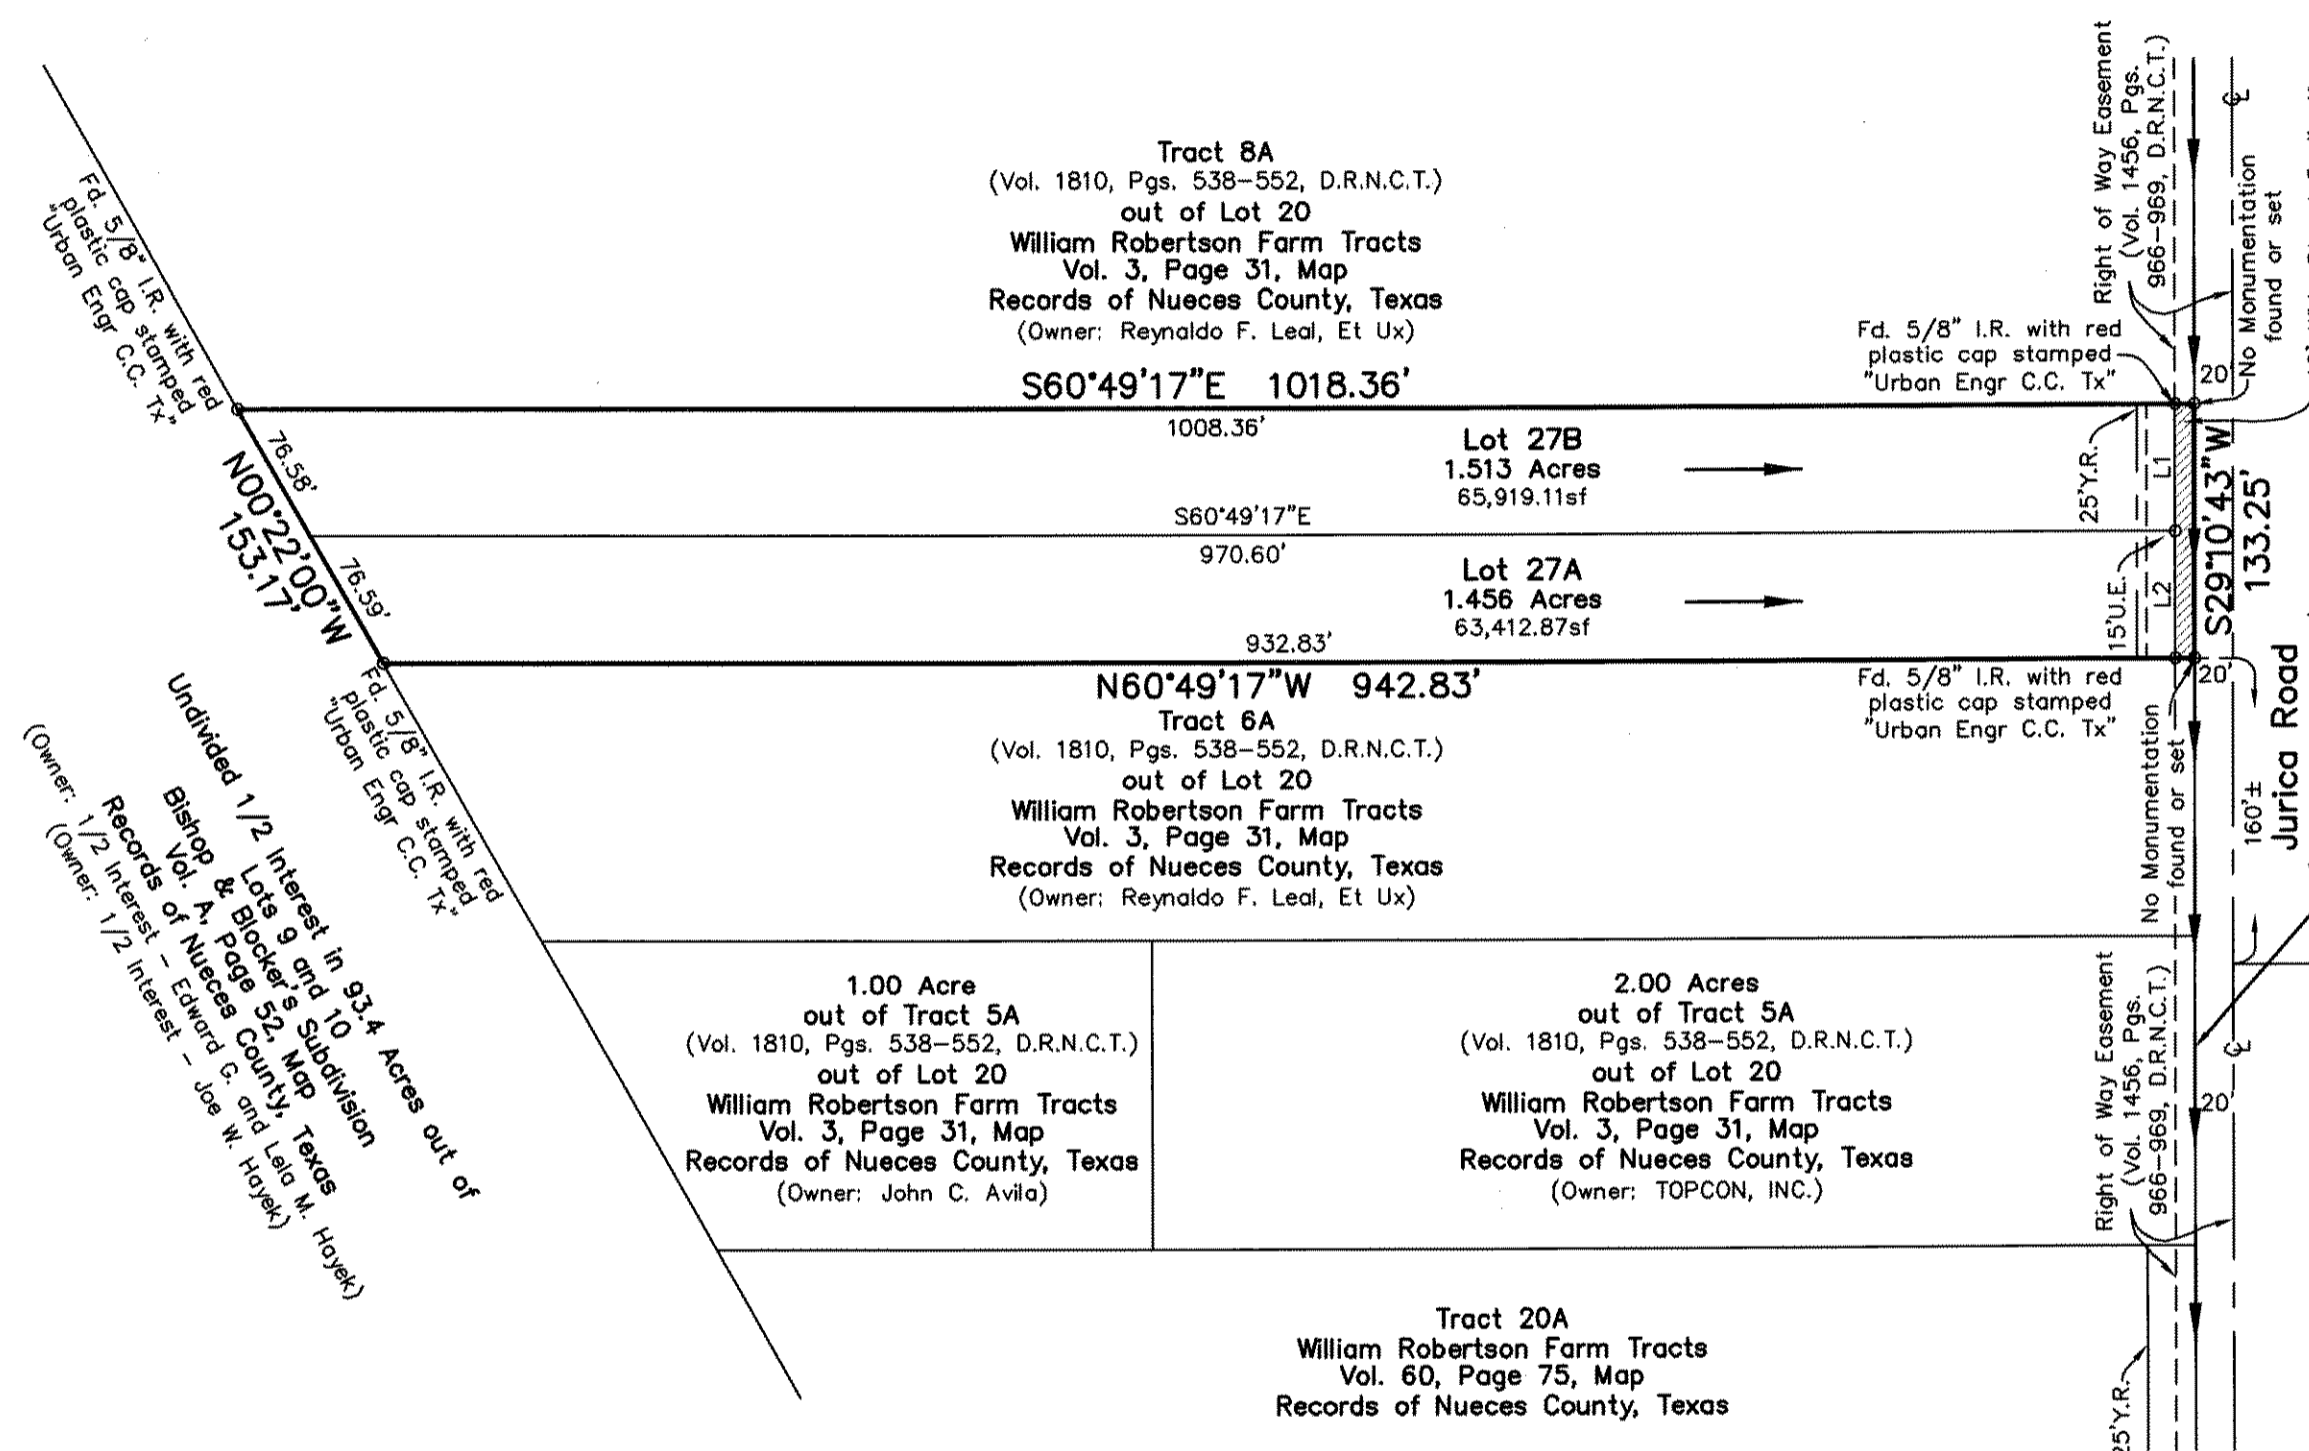 Tract 8A
(Vol. 1810, Pgs. 538-552, D.R.N.C.T.)
out of Lot 20
William Robertson Farm Tracts
Vol. 3, Page 31, Map
Records of Nueces County, Texas
(Owner: Reynaldo F. Leal, Et Ux)
S60°49'17"E 1018.36'
1008.36'
Fd. 5/8" I.R. with red
plastic cap stamped
"Urban Engr C.C. Tx"
Right of Way Easement
(Vol. 1456, Pgs.
966-969, D.R.N.C.T.)
Fd. 5/8" I.R. with red
plastic cap stamped
"Urban Engr C.C. Tx"
No Monumentation
found or set
20'
℄
Lot 27B
1.513 Acres
65,919.11sf
76.58'
N00°22'00"W
153.17'
76.59'
S60°49'17"E
970.60'
Lot 27A
1.456 Acres
63,412.87sf
932.83'
25'Y.R.
15'U.E.
L1
L2
S29°10'43"W
133.25'
N60°49'17"W 942.83'
Tract 6A
(Vol. 1810, Pgs. 538-552, D.R.N.C.T.)
out of Lot 20
William Robertson Farm Tracts
Vol. 3, Page 31, Map
Records of Nueces County, Texas
(Owner: Reynaldo F. Leal, Et Ux)
Fd. 5/8" I.R. with red
plastic cap stamped
"Urban Engr C.C. Tx"
Fd. 5/8" I.R. with red
plastic cap stamped
"Urban Engr C.C. Tx"
20'
No Monumentation
found or set
160'±
Jurica Road
Undivided 1/2 Interest in 93.4 Acres out of
Lots 9 and 10
Bishop & Blocker's Subdivision
Vol. A, Page 52, Map
Records of Nueces County, Texas
(Owner: 1/2 Interest - Edward G. and Lela M. Hayek)
(Owner: 1/2 Interest - Joe W. Hayek)
1.00 Acre
out of Tract 5A
(Vol. 1810, Pgs. 538-552, D.R.N.C.T.)
out of Lot 20
William Robertson Farm Tracts
Vol. 3, Page 31, Map
Records of Nueces County, Texas
(Owner: John C. Avila)
2.00 Acres
out of Tract 5A
(Vol. 1810, Pgs. 538-552, D.R.N.C.T.)
out of Lot 20
William Robertson Farm Tracts
Vol. 3, Page 31, Map
Records of Nueces County, Texas
(Owner: TOPCON, INC.)
Right of Way Easement
(Vol. 1456, Pgs.
966-969, D.R.N.C.T.)
℄
20'
Tract 20A
William Robertson Farm Tracts
Vol. 60, Page 75, Map
Records of Nueces County, Texas
25'Y.R.